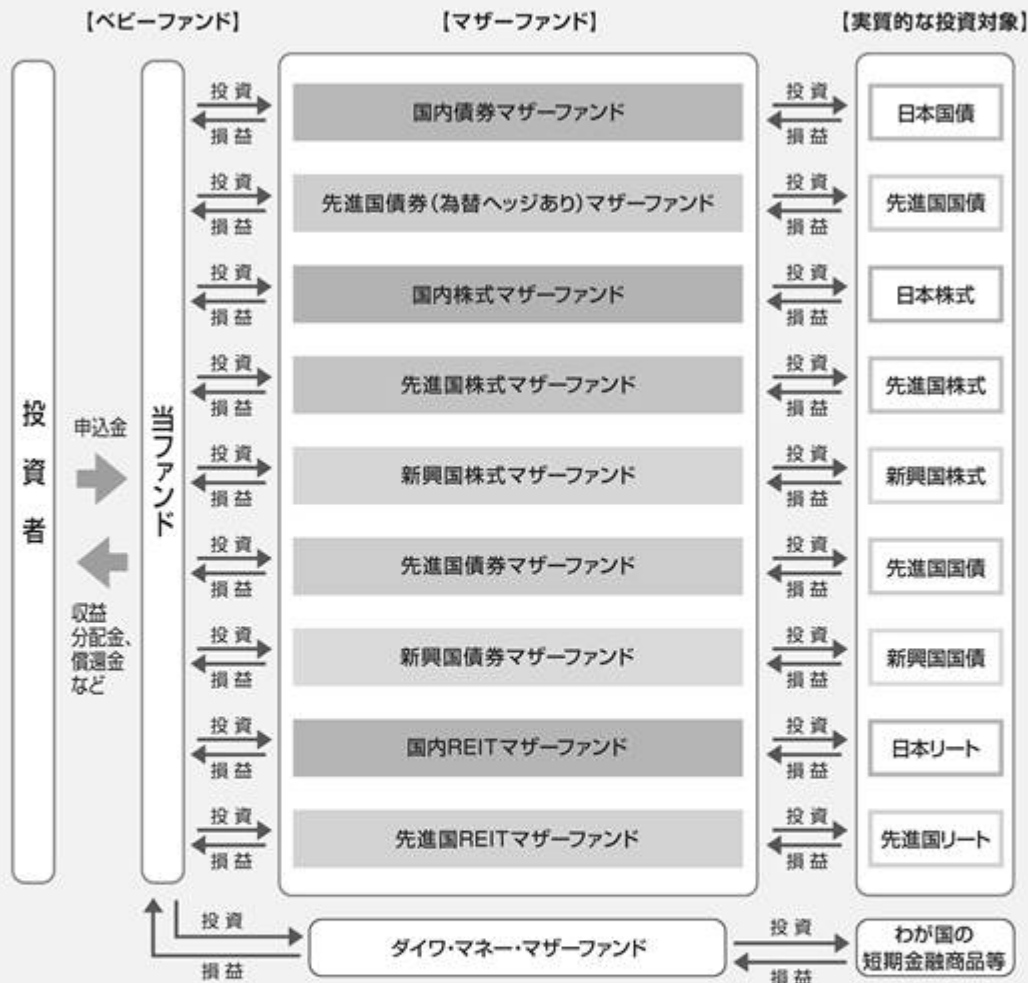 【ベビーファンド】
【マザーファンド】
【実質的な投資対象】
投資者
申込金
収益
分配金、
償還金
など
当ファンド
投資
損益
国内債券マザーファンド
投資
損益
日本国債
投資
損益
先進国債券(為替ヘッジあり)マザーファンド
投資
損益
先進国国債
投資
損益
国内株式マザーファンド
投資
損益
日本株式
投資
損益
先進国株式マザーファンド
投資
損益
先進国株式
投資
損益
新興国株式マザーファンド
投資
損益
新興国株式
投資
損益
先進国債券マザーファンド
投資
損益
先進国国債
投資
損益
新興国債券マザーファンド
投資
損益
新興国国債
投資
損益
国内REITマザーファンド
投資
損益
日本リート
投資
損益
先進国REITマザーファンド
投資
損益
先進国リート
投資
損益
ダイワ・マネー・マザーファンド
投資
損益
わが国の
短期金融商品等